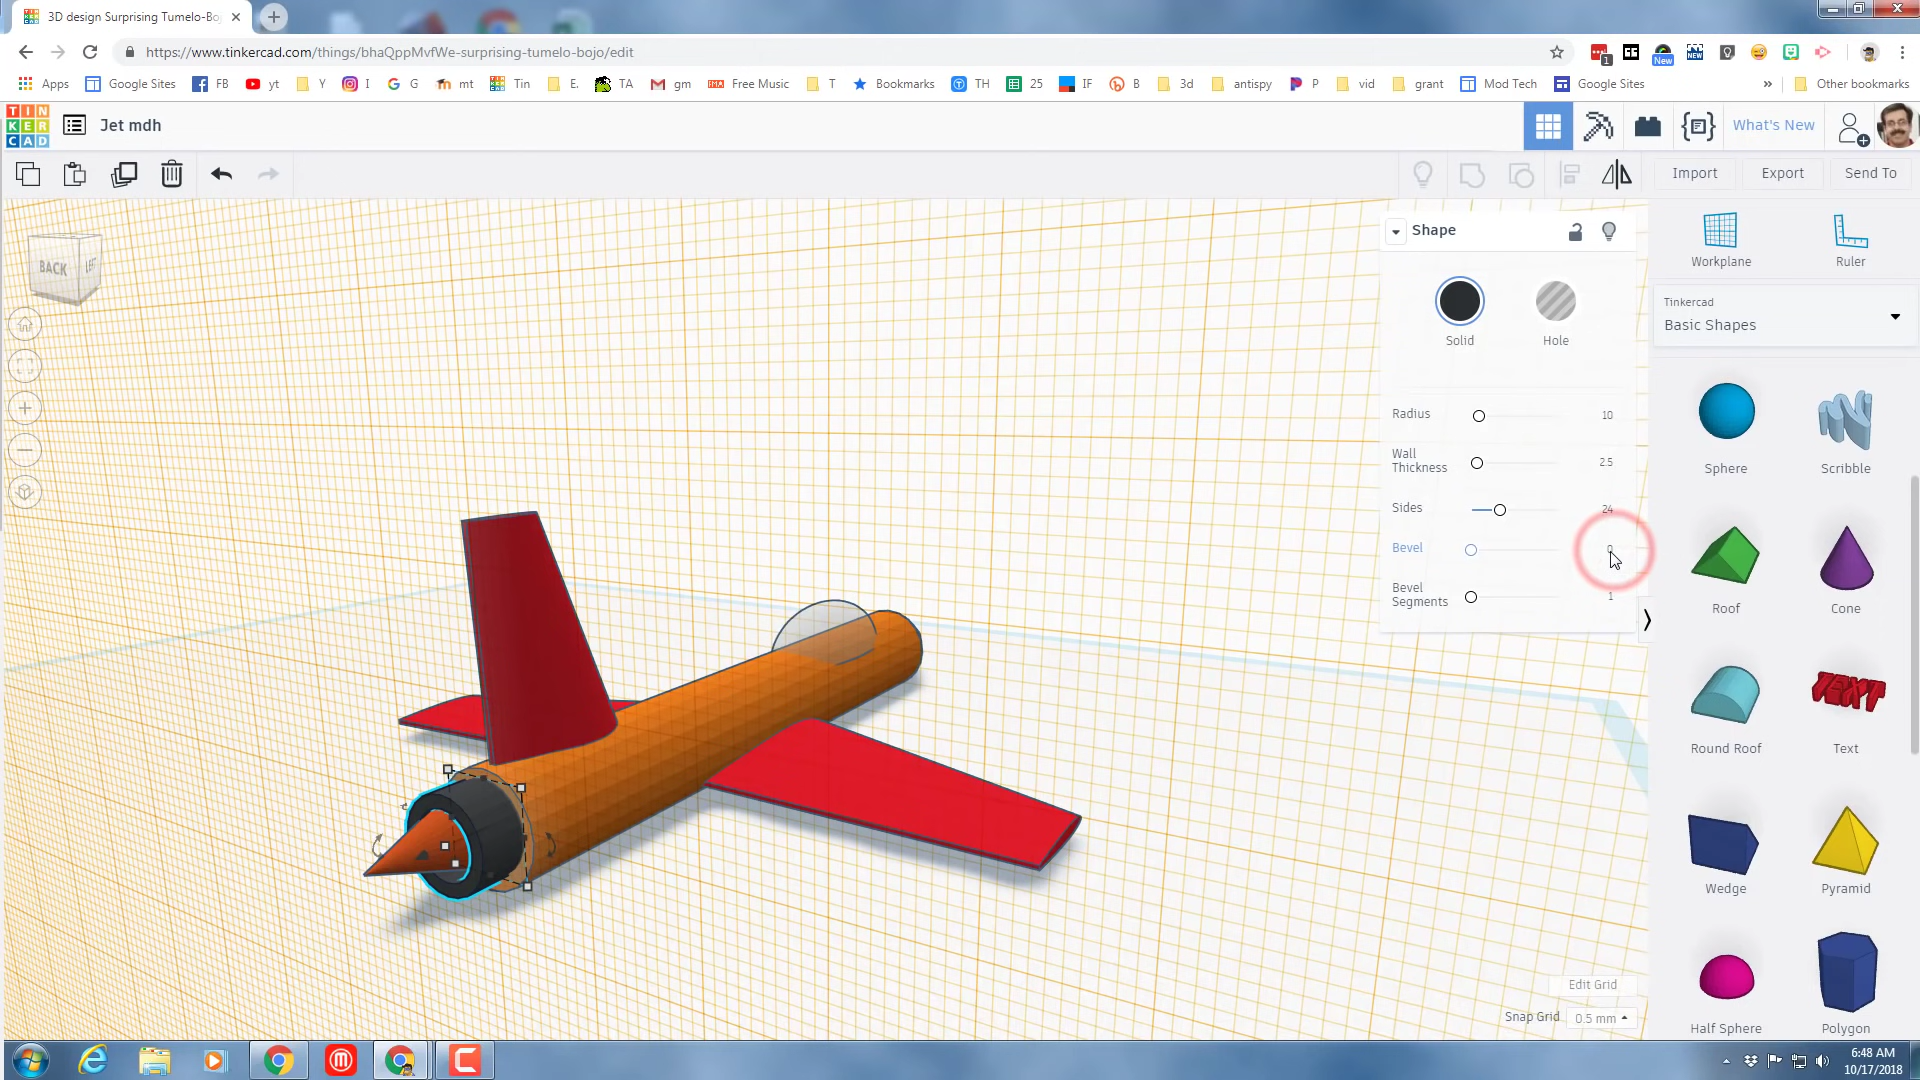 3D design Surprising Tumelo-Bo
https://www.tinkercad.com/things/bhaQppMvfWe-surprising-tumelo-bojo/edit
1
New
NEW
Apps Google Sites FB yt Y I G mt Tin E. TA gm Free Music T Bookmarks TH 25 IF B 3d antispy P vid grant Mod Tech Google Sites » Other bookmarks
TIN
KER
CAD
Jet mdh
What's New
Import Export Send To
BACK LEFT
Shape
Solid Hole
Radius 10
Wall
Thickness 2.5
Sides 24
Bevel
Bevel
Segments 1
Edit Grid
Snap Grid 0.5 mm
Workplane Ruler
Tinkercad
Basic Shapes
Sphere Scribble
Roof Cone
TEXT
Round Roof Text
Wedge Pyramid
Half Sphere Polygon
6:48 AM
10/17/2018